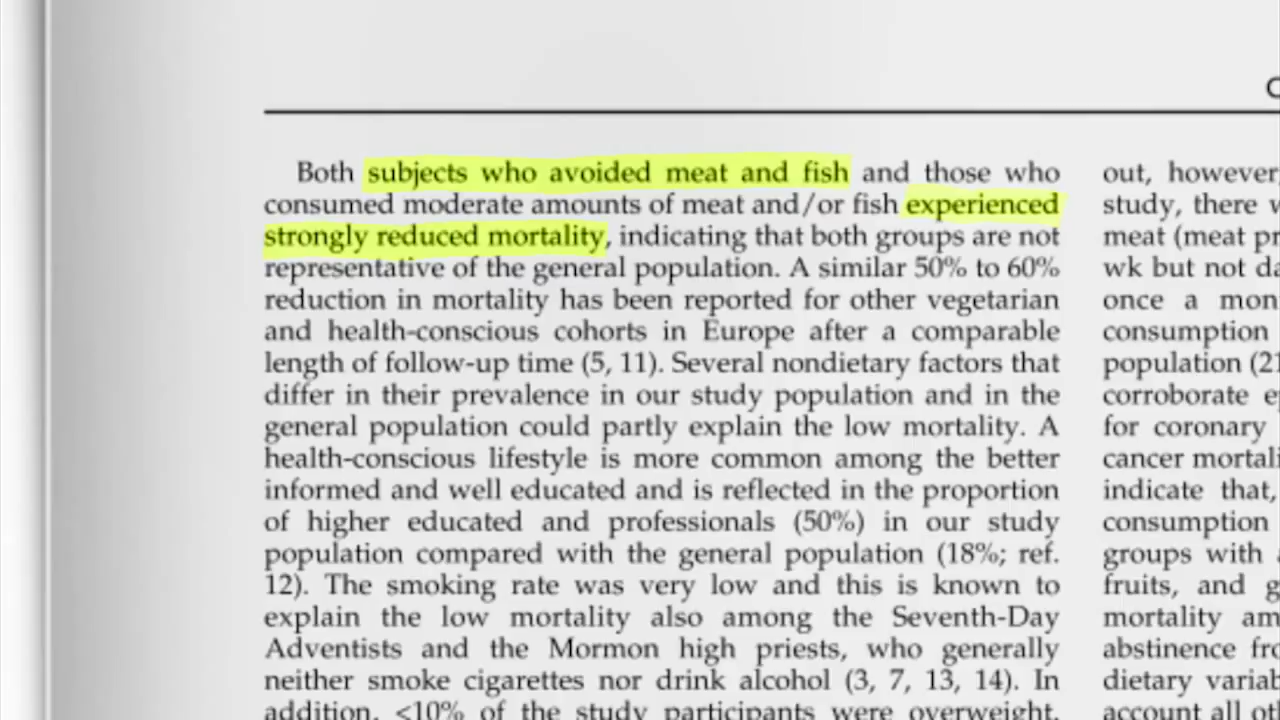 Both subjects who avoided meat and fish and those who
consumed moderate amounts of meat and/or fish experienced
strongly reduced mortality, indicating that both groups are not
representative of the general population. A similar 50% to 60%
reduction in mortality has been reported for other vegetarian
and health-conscious cohorts in Europe after a comparable
length of follow-up time (5, 11). Several nondietary factors that
differ in their prevalence in our study population and in the
general population could partly explain the low mortality. A
health-conscious lifestyle is more common among the better
informed and well educated and is reflected in the proportion
of higher educated and professionals (50%) in our study
population compared with the general population (18%; ref.
12). The smoking rate was very low and this is known to
explain the low mortality also among the Seventh-Day
Adventists and the Mormon high priests, who generally
neither smoke cigarettes nor drink alcohol (3, 7, 13, 14). In
addition, <10% of the study participants were overweight,
out, however,
study, there
meat (meat
wk but not
once a
consumption
population (21
corroborate
for coronary
cancer
indicate that,
consumption
groups with
fruits, and
mortality
abstinence
dietary
account all